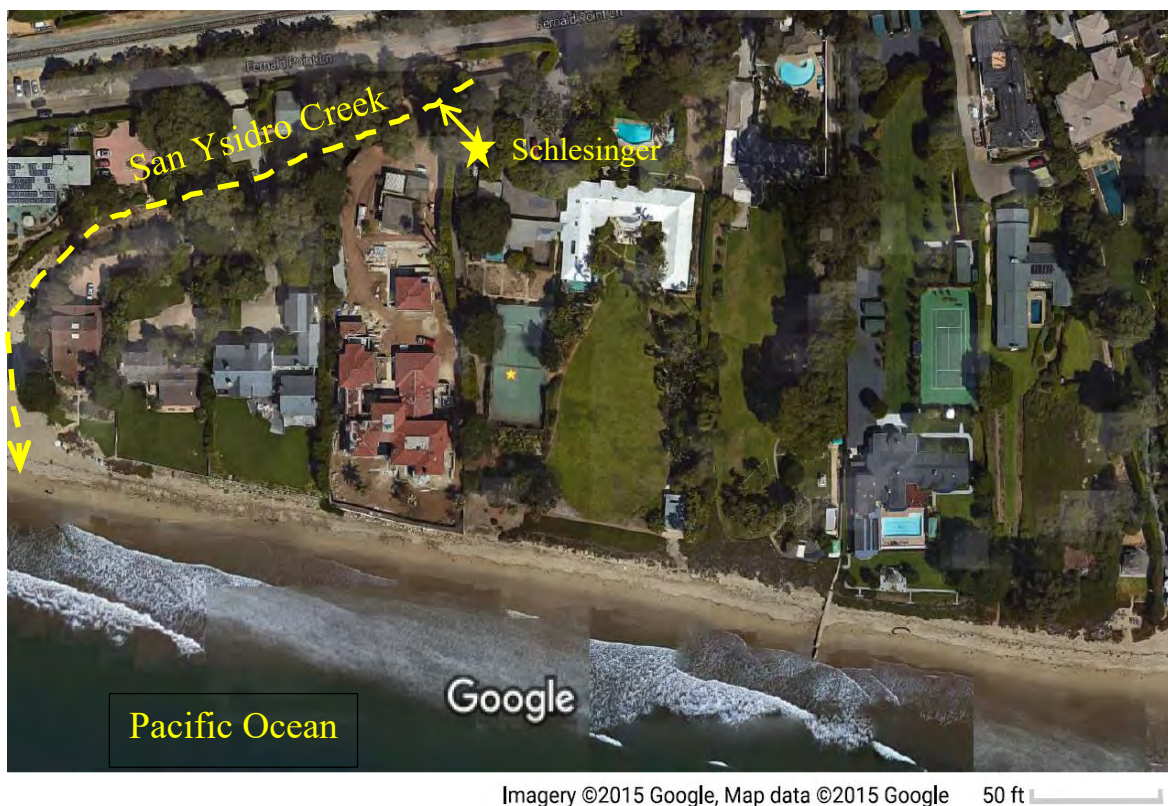 Fernald Point Ln
Fernald Point Ln
San Ysidro Creek
Schlesinger
Google
Pacific Ocean
Imagery ©2015 Google, Map data ©2015 Google 50 ft